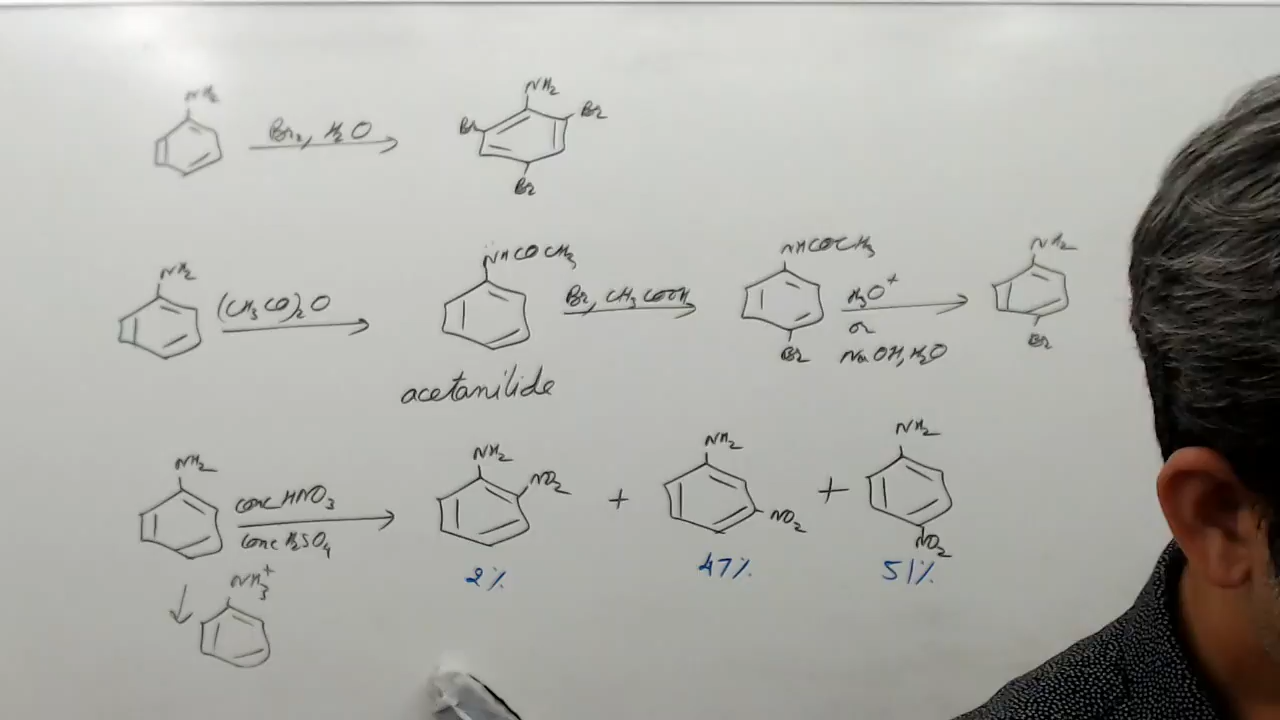 NH₂ Br₂, H₂O NH₂ Br Br Br
NH₂ (CH₃CO)₂O NHCOCH₃ Br, CH₃COOH NHCOCH₃ Br H₃O⁺ NH₂ Br
or
NaOH, H₂O
acetanilide
NH₂ conc HNO₃ NH₂ NO₂ + NH₂ NO₂ + NH₂ NO₂
conc H₂SO₄
2% 47% 51%
NH₃⁺